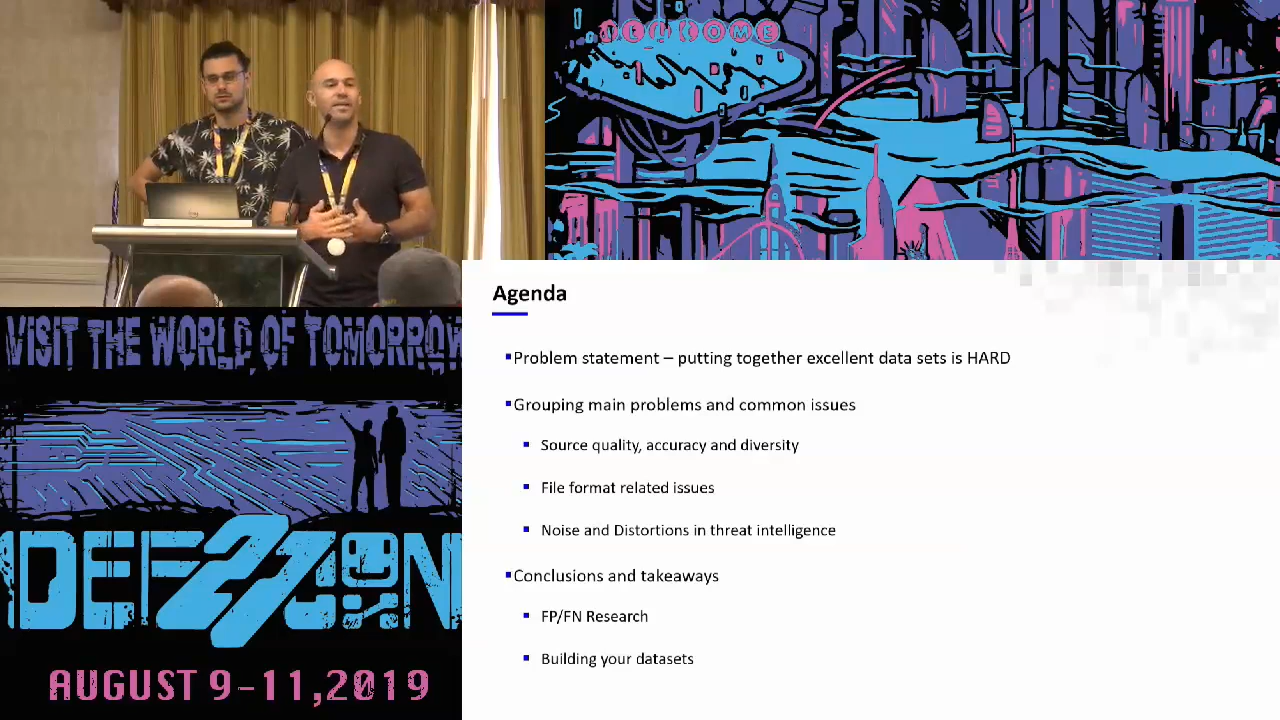 WELCOME
Agenda
▪Problem statement – putting together excellent data sets is HARD
▪Grouping main problems and common issues
▪ Source quality, accuracy and diversity
▪ File format related issues
▪ Noise and Distortions in threat intelligence
▪Conclusions and takeaways
▪ FP/FN Research
▪ Building your datasets
VISIT THE WORLD OF TOMORROW
DEF 27 CON
AUGUST 9-11,2019